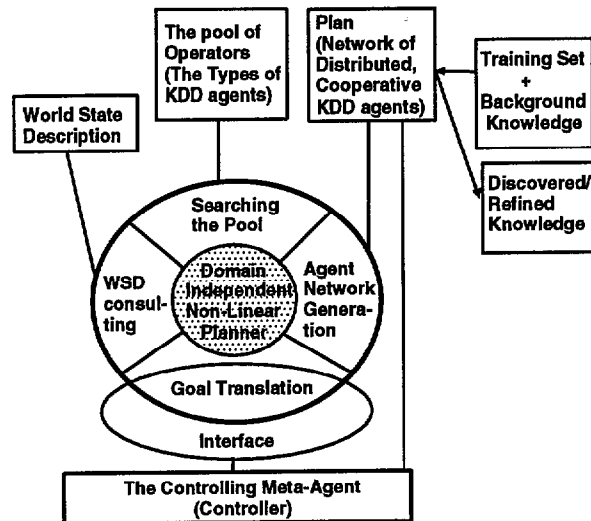 The pool of
Operators
(The Types of
KDD agents)
Plan
(Network of
Distributed,
Cooperative
KDD agents)
Training Set
+
Background
Knowledge
World State
Description
Discovered/
Refined
Knowledge
Searching
the Pool
WSD
consul-
ting
Domain
Independent
Non-Linear
Planner
Agent
Network
Genera-
tion
Goal Translation
Interface
The Controlling Meta-Agent
(Controller)